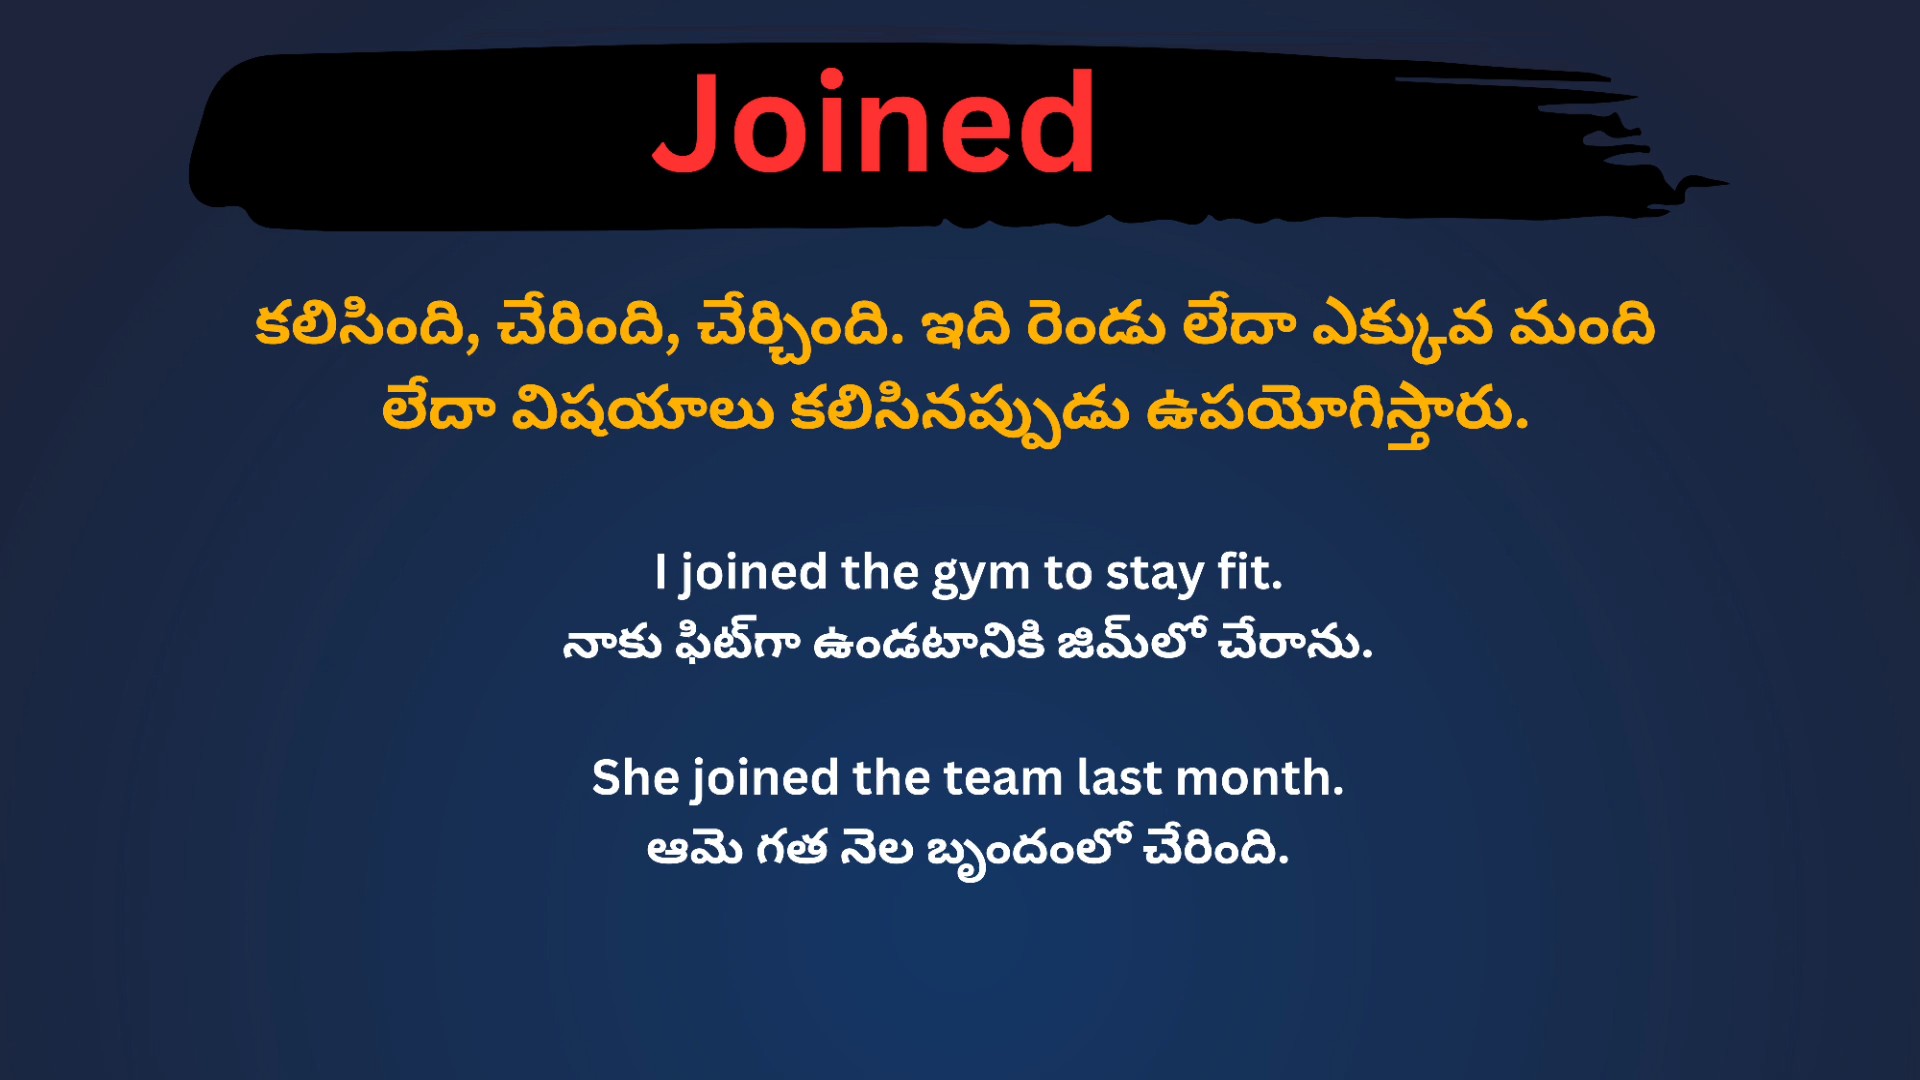 Joined
కలిసింది, చేరింది, చేర్చింది. ఇది రెండు లేదా ఎక్కువ మంది
లేదా విషయాలు కలిసినప్పుడు ఉపయోగిస్తారు.
I joined the gym to stay fit.
నాకు ఫిట్‌గా ఉండటానికి జిమ్‌లో చేరాను.
She joined the team last month.
ఆమె గత నెల బృందంలో చేరింది.